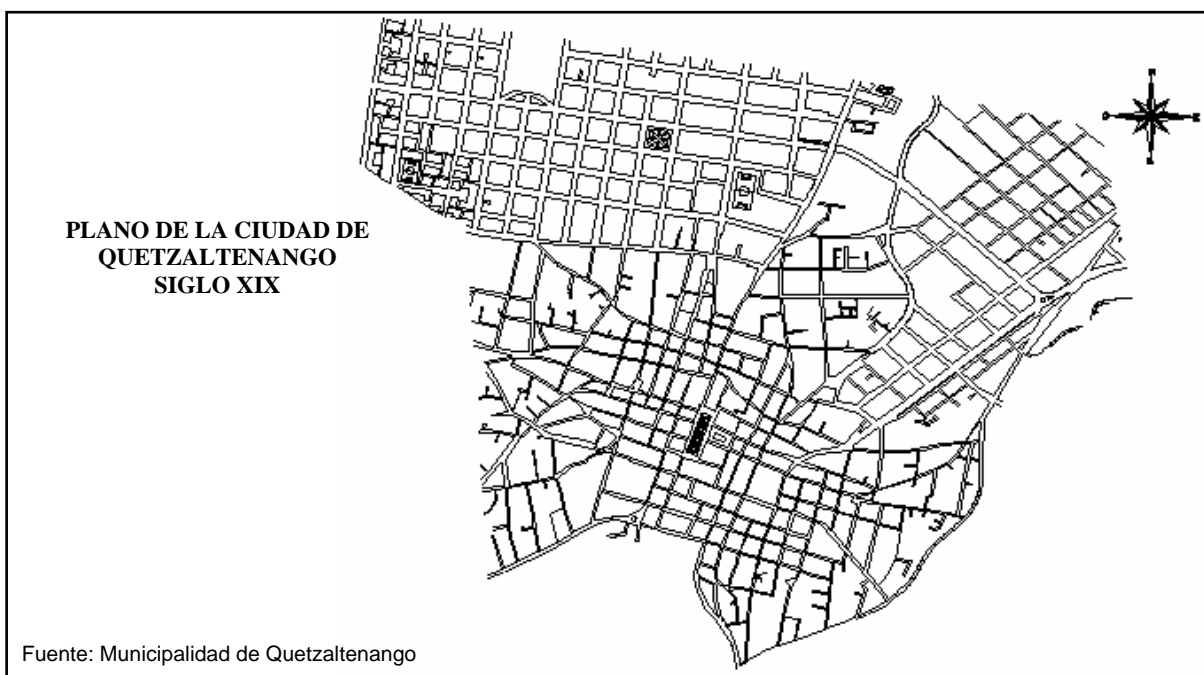 PLANO DE LA CIUDAD DE
QUETZALTENANGO
SIGLO XIX
Fuente: Municipalidad de Quetzaltenango